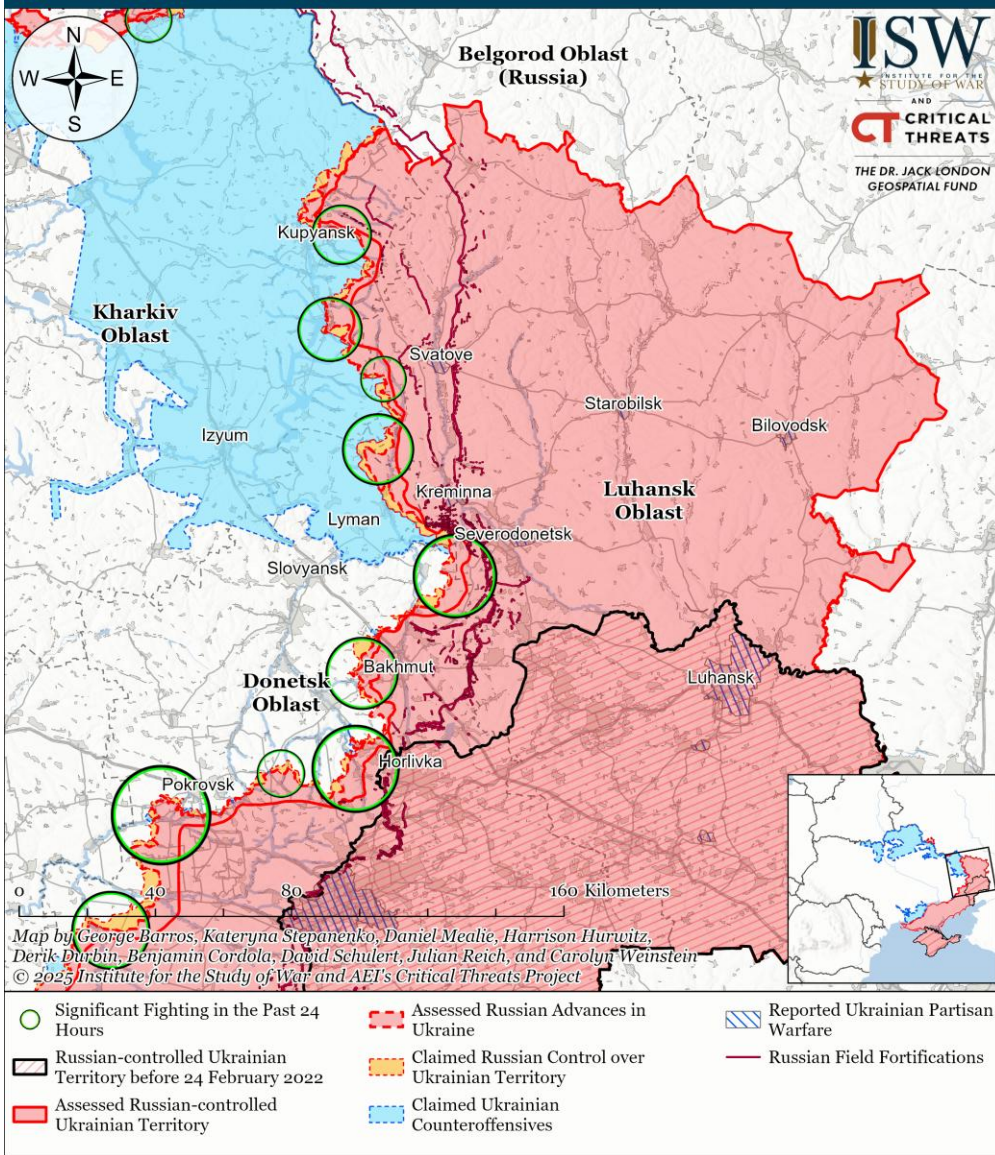 N
W E
S
Belgorod Oblast
(Russia)
ISW
INSTITUTE FOR THE
STUDY OF WAR
AND
CT CRITICAL
THREATS
THE DR. JACK LONDON
GEOSPATIAL FUND
Kupyansk
Kharkiv
Oblast
Svatove
Starobilsk
Bilovodsk
Izyum
Kreminna
Luhansk
Oblast
Lyman
Severodonetsk
Slovyansk
Bakhmut
Luhansk
Donetsk
Oblast
Horlivka
Pokrovsk
0 40 80 160 Kilometers
Map by George Barros, Kateryna Stepanenko, Daniel Mealie, Harrison Hurwitz,
Derik Durbin, Benjamin Cordola, David Schulert, Julian Reich, and Carolyn Weinstein
© 2025 Institute for the Study of War and AEI's Critical Threats Project
Significant Fighting in the Past 24
Hours
Russian-controlled Ukrainian
Territory before 24 February 2022
Assessed Russian-controlled
Ukrainian Territory
Assessed Russian Advances in
Ukraine
Claimed Russian Control over
Ukrainian Territory
Claimed Ukrainian
Counteroffensives
Reported Ukrainian Partisan
Warfare
Russian Field Fortifications